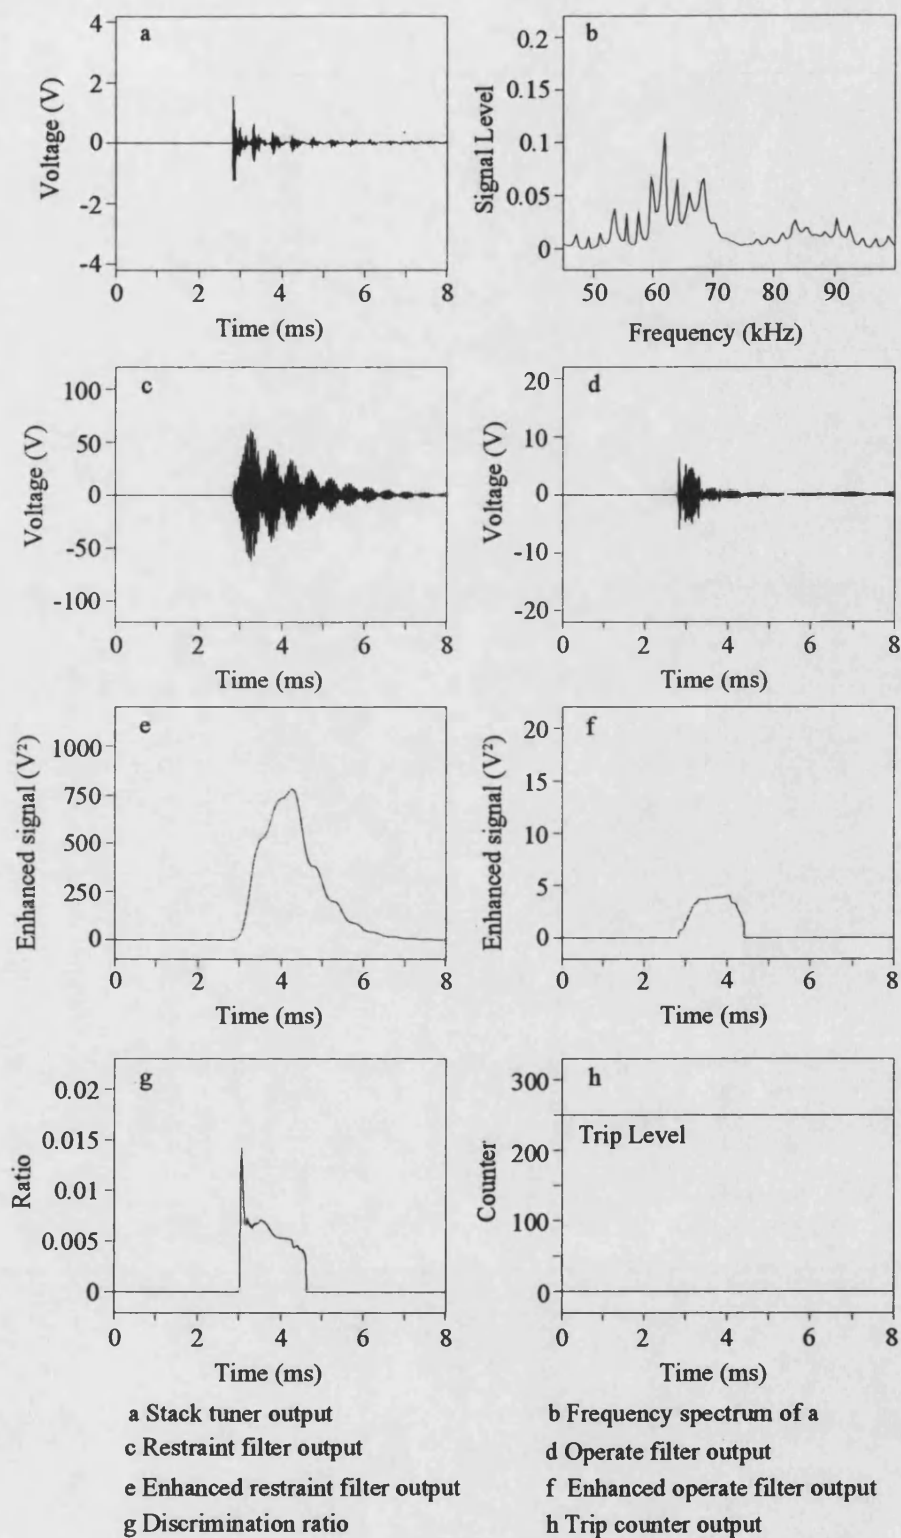 a
Voltage (V)
4
2
0
-2
-4
0 2 4 6 8
Time (ms)
b
Signal Level
0.2
0.15
0.1
0.05
0
50 60 70 80 90
Frequency (kHz)
c
Voltage (V)
100
50
0
-50
-100
0 2 4 6 8
Time (ms)
d
Voltage (V)
20
10
0
-10
-20
0 2 4 6 8
Time (ms)
e
Enhanced signal (V²)
1000
750
500
250
0
0 2 4 6 8
Time (ms)
f
Enhanced signal (V²)
20
15
10
5
0
0 2 4 6 8
Time (ms)
g
Ratio
0.02
0.015
0.01
0.005
0
0 2 4 6 8
Time (ms)
h
Counter
300
200
100
0
Trip Level
0 2 4 6 8
Time (ms)
a Stack tuner output
b Frequency spectrum of a
c Restraint filter output
d Operate filter output
e Enhanced restraint filter output
f Enhanced operate filter output
g Discrimination ratio
h Trip counter output